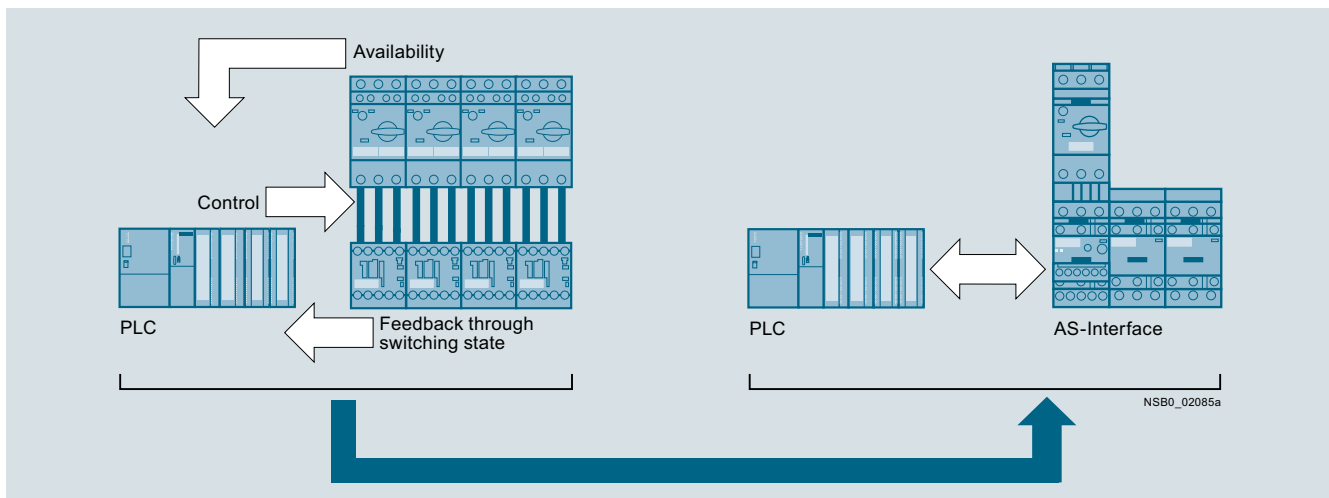 Availability
Control
PLC
Feedback through
switching state
PLC
AS-Interface
NSB0_02085a